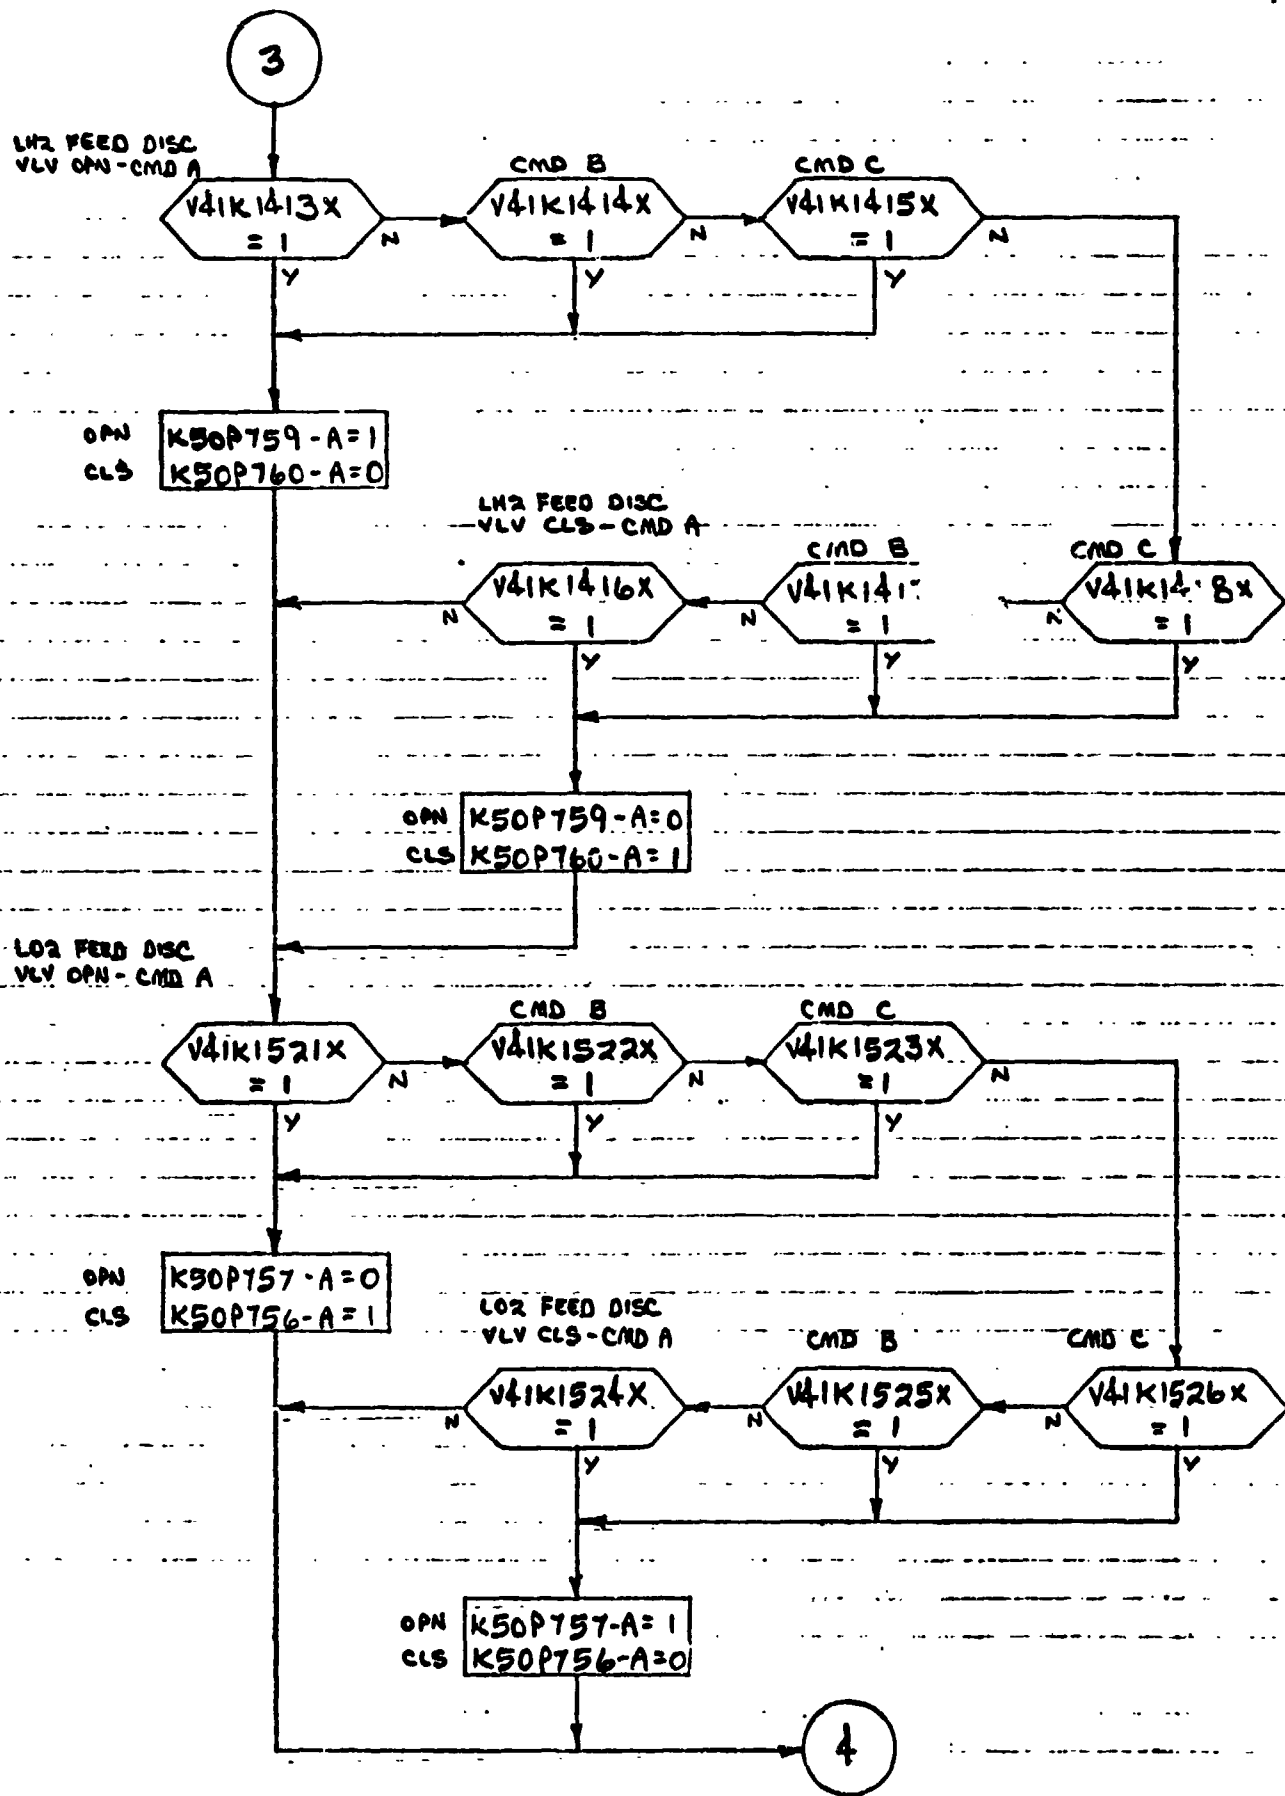 3
LH2 FEED DISC
VLV OPN - CMD A
CMD B
CMD C
V41K1413X
= 1
N
Y
V41K1414X
= 1
N
Y
V41K1415X
= 1
N
Y
OPN
K50P759-A=1
CLS
K50P760-A=0
LH2 FEED DISC
VLV CLS - CMD A
CMD B
CMD C
V41K1416X
= 1
N
Y
V41K141
= 1
N
Y
V41K14 8X
= 1
N
Y
OPN
K50P759-A=0
CLS
K50P760-A=1
LO2 FEED DISC
VLV OPN - CMD A
CMD B
CMD C
V41K1521X
= 1
N
Y
V41K1522X
= 1
N
Y
V41K1523X
= 1
N
Y
OPN
K50P757-A=0
CLS
K50P756-A=1
LO2 FEED DISC
VLV CLS - CMD A
CMD B
CMD C
V41K1524X
= 1
N
Y
V41K1525X
= 1
N
Y
V41K1526X
= 1
N
Y
OPN
K50P757-A=1
CLS
K50P756-A=0
4